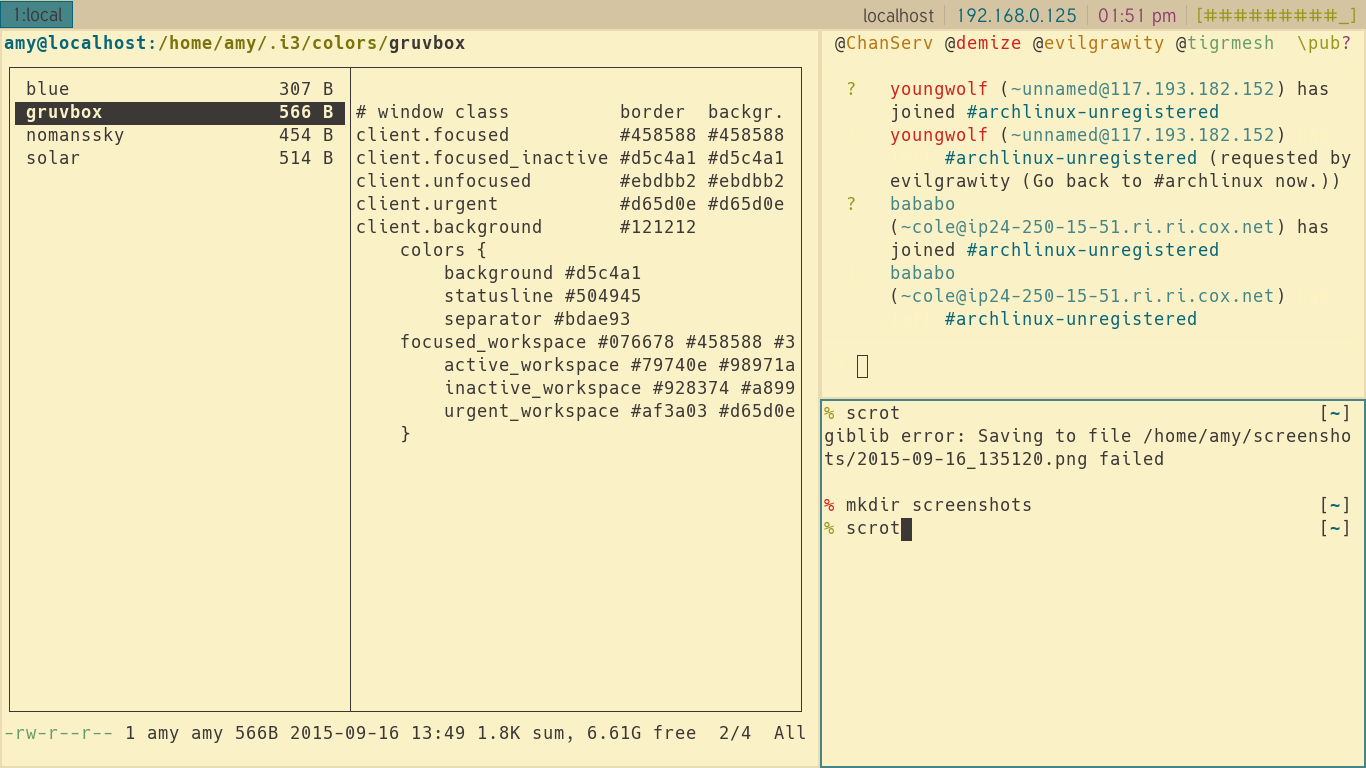 1:local
localhost | 192.168.0.125 | 01:51 pm | [#########_]
amy@localhost:/home/amy/.i3/colors/gruvbox
blue 307 B
gruvbox 566 B
nomanssky 454 B
solar 514 B
# window class border backgr.
client.focused #458588 #458588
client.focused_inactive #d5c4a1 #d5c4a1
client.unfocused #ebdbb2 #ebdbb2
client.urgent #d65d0e #d65d0e
client.background #121212
colors {
background #d5c4a1
statusline #504945
separator #bdae93
focused_workspace #076678 #458588 #3
active_workspace #79740e #98971a
inactive_workspace #928374 #a899
urgent_workspace #af3a03 #d65d0e
}
-rw-r--r-- 1 amy amy 566B 2015-09-16 13:49 1.8K sum, 6.61G free 2/4 All
@ChanServ @demize @evilgrawity @tigrmesh \pub?
? youngwolf (~unnamed@117.193.182.152) has
joined #archlinux-unregistered
youngwolf (~unnamed@117.193.182.152)
#archlinux-unregistered (requested by
evilgrawity (Go back to #archlinux now.))
? bababo
(~cole@ip24-250-15-51.ri.ri.cox.net) has
joined #archlinux-unregistered
bababo
(~cole@ip24-250-15-51.ri.ri.cox.net)
#archlinux-unregistered
% scrot [~]
giblib error: Saving to file /home/amy/screensho
ts/2015-09-16_135120.png failed
% mkdir screenshots [~]
% scrot [~]